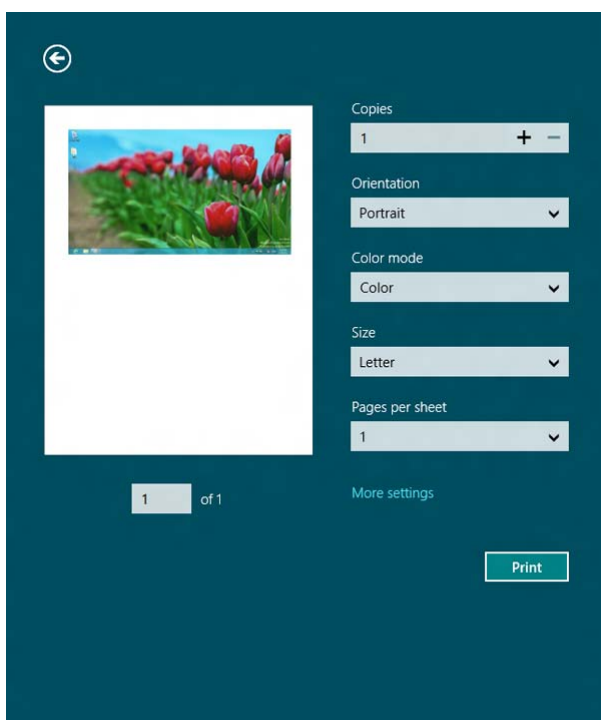 Copies
1
Orientation
Portrait
Color mode
Color
Size
Letter
Pages per sheet
1
More settings
1 of 1
Print